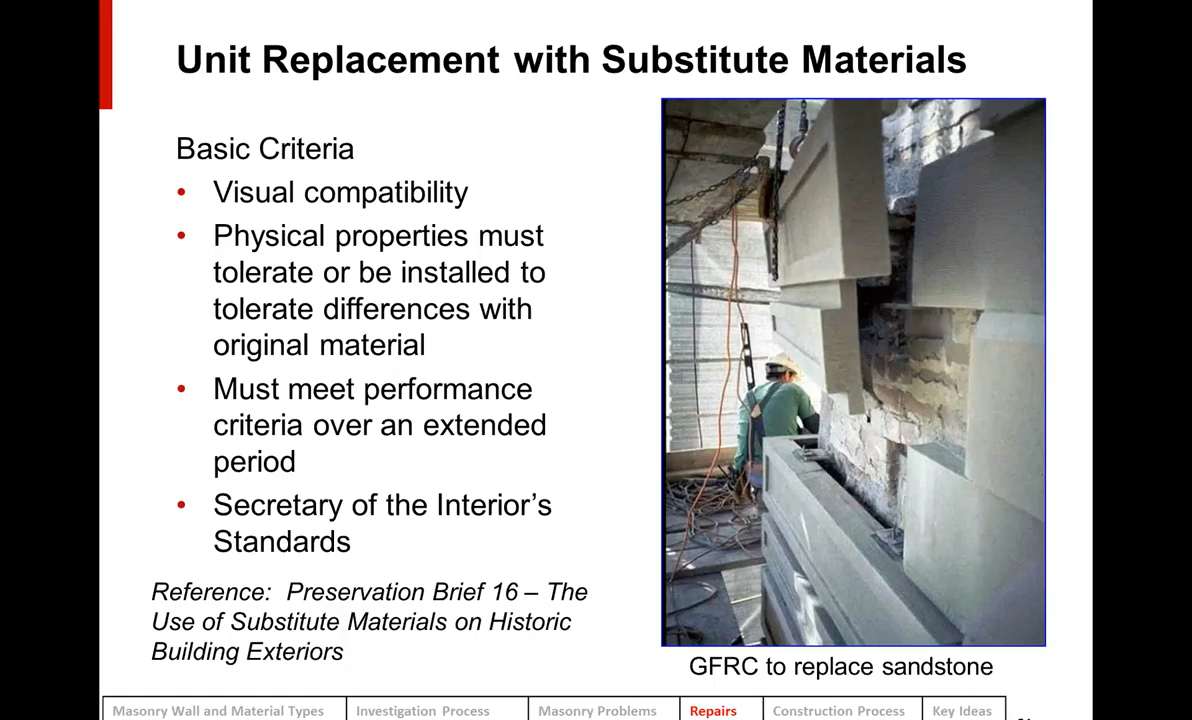 Unit Replacement with Substitute Materials
Basic Criteria
• Visual compatibility
• Physical properties must
tolerate or be installed to
tolerate differences with
original material
• Must meet performance
criteria over an extended
period
• Secretary of the Interior’s
Standards
Reference: Preservation Brief 16 – The
Use of Substitute Materials on Historic
Building Exteriors
GFRC to replace sandstone
Masonry Wall and Material Types
Investigation Process
Masonry Problems
Repairs
Construction Process
Key Ideas